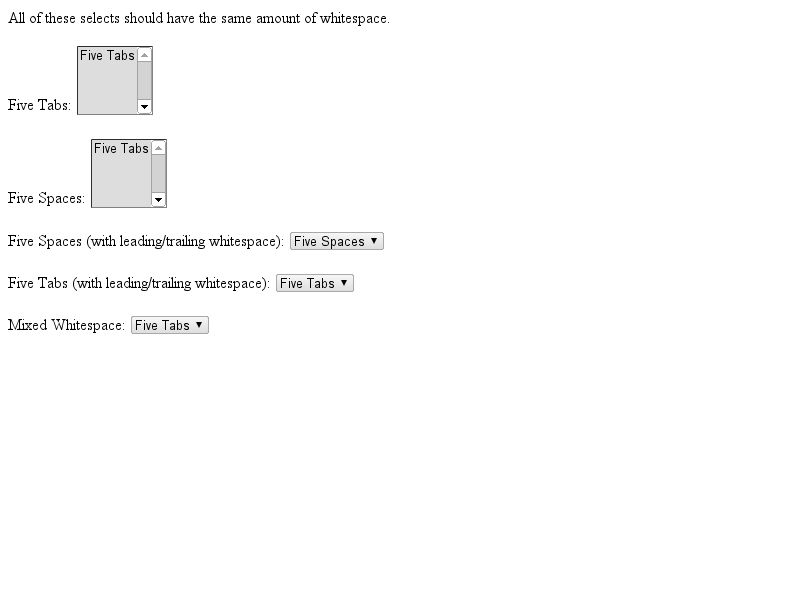 All of these selects should have the same amount of whitespace.
Five Tabs
Five Tabs:
Five Tabs
Five Spaces:
Five Spaces (with leading/trailing whitespace): Five Spaces ▼
Five Tabs (with leading/trailing whitespace): Five Tabs ▼
Mixed Whitespace: Five Tabs ▼